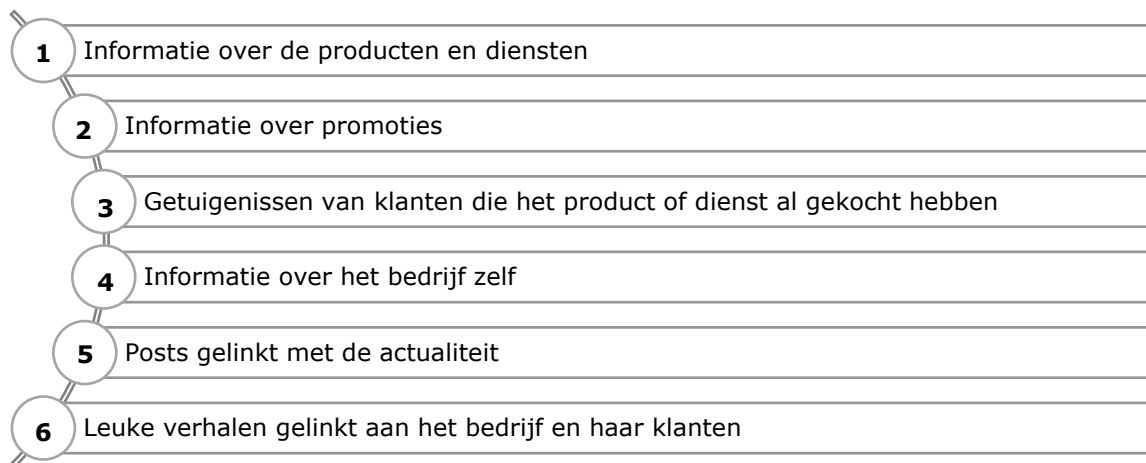 1 Informatie over de producten en diensten
2 Informatie over promoties
3 Getuigenissen van klanten die het product of dienst al gekocht hebben
4 Informatie over het bedrijf zelf
5 Posts gelinkt met de actualiteit
6 Leuke verhalen gelinkt aan het bedrijf en haar klanten